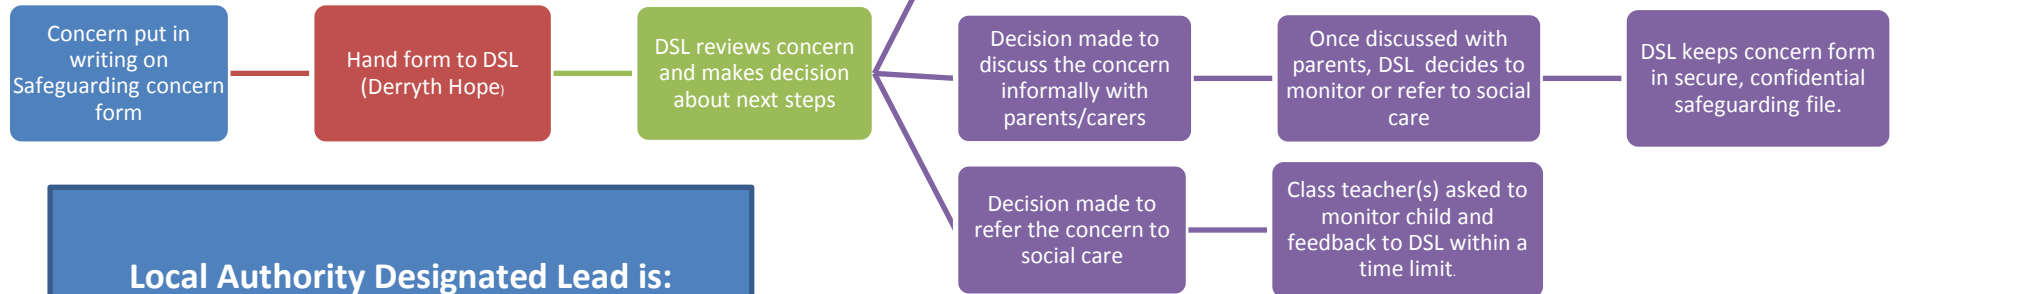 Concern put in
writing on
Safeguarding concern
form
Hand form to DSL
(Derryth Hope)
DSL reviews concern
and makes decision
about next steps
Decision made to
discuss the concern
informally with
parents/carers
Once discussed with
parents, DSL decides to
monitor or refer to social
care
DSL keeps concern form
in secure, confidential
safeguarding file.
Decision made to
refer the concern to
social care
Class teacher(s) asked to
monitor child and
feedback to DSL within a
time limit.
Local Authority Designated Lead is: